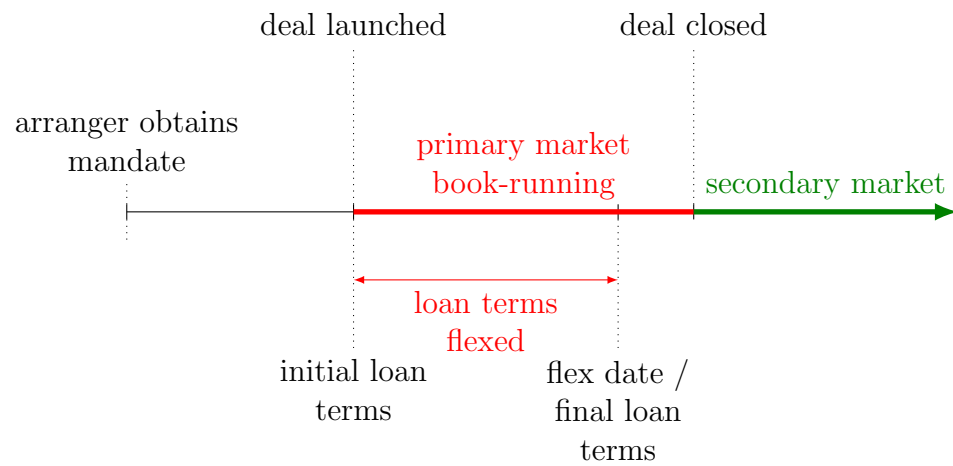 deal launched
deal closed
arranger obtains
mandate
primary market
book-running
secondary market
loan terms
flexed
initial loan
terms
flex date /
final loan
terms